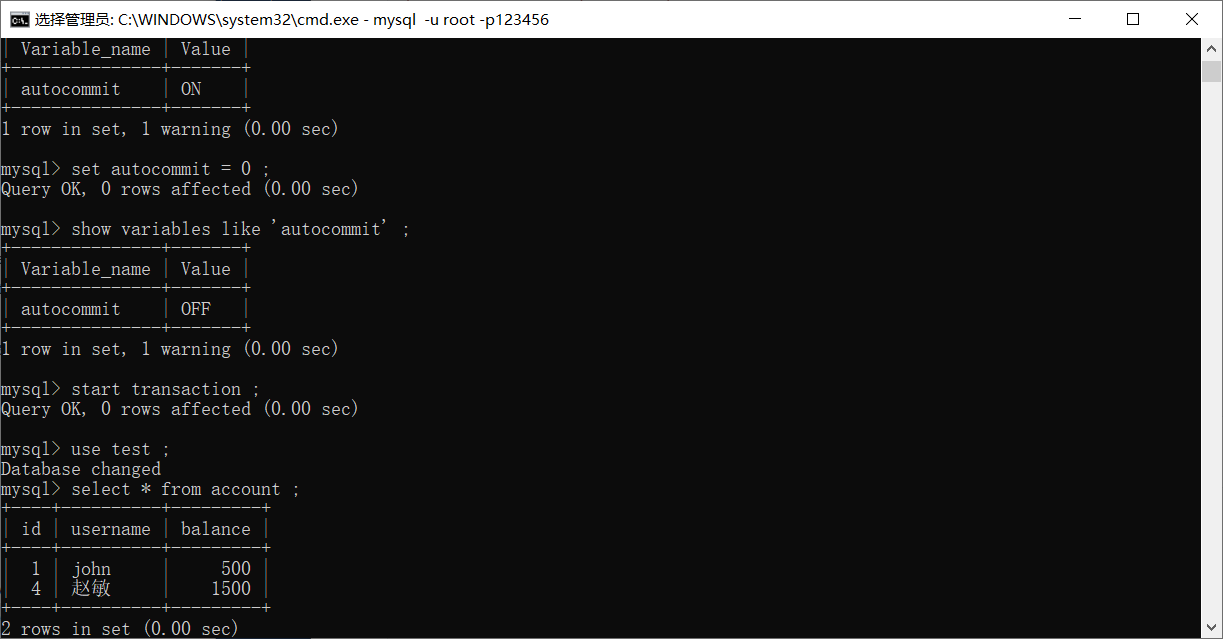 选择管理员: C:\WINDOWS\system32\cmd.exe - mysql  -u root -p123456
| Variable_name | Value |
+---------------+-------+
| autocommit    | ON    |
+---------------+-------+
1 row in set, 1 warning (0.00 sec)
mysql> set autocommit = 0 ;
Query OK, 0 rows affected (0.00 sec)
mysql> show variables like 'autocommit' ;
+---------------+-------+
| Variable_name | Value |
+---------------+-------+
| autocommit    | OFF   |
+---------------+-------+
1 row in set, 1 warning (0.00 sec)
mysql> start transaction ;
Query OK, 0 rows affected (0.00 sec)
mysql> use test ;
Database changed
mysql> select * from account ;
+----+----------+---------+
| id | username | balance |
+----+----------+---------+
|  1 | john     |     500 |
|  4 | 赵敏     |    1500 |
+----+----------+---------+
2 rows in set (0.00 sec)